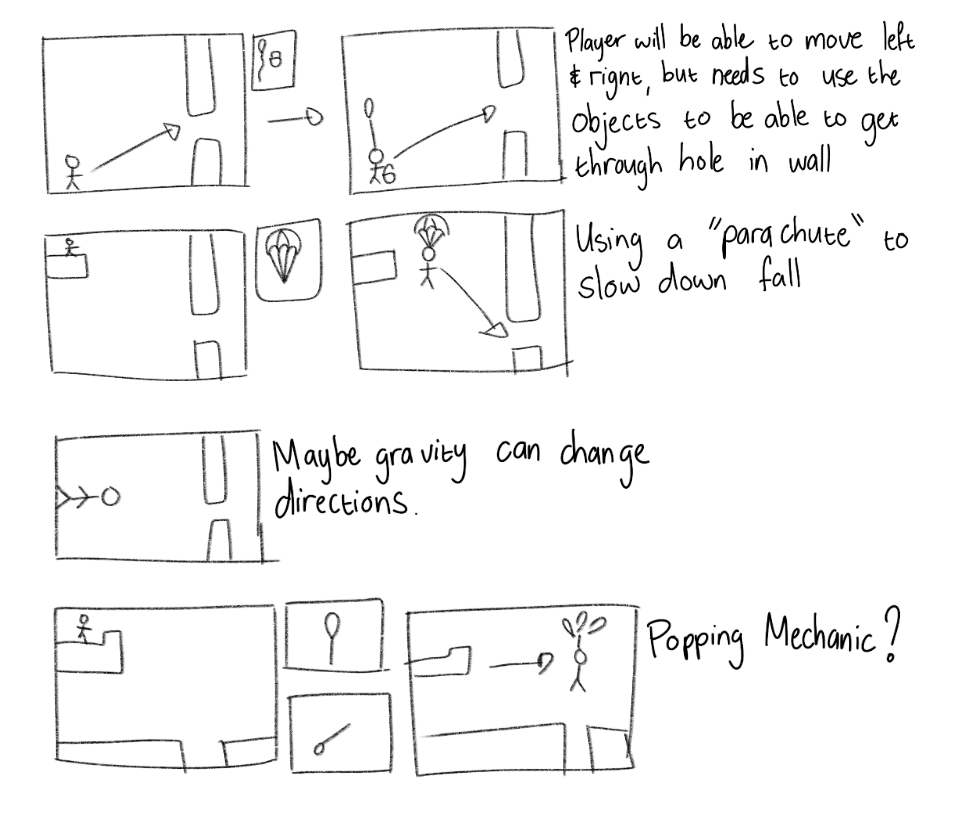 Player will be able to move left
& right, but needs to use the
objects to be able to get
through hole in wall
Using a "parachute" to
slow down fall
Maybe gravity can change
directions.
Popping Mechanic?